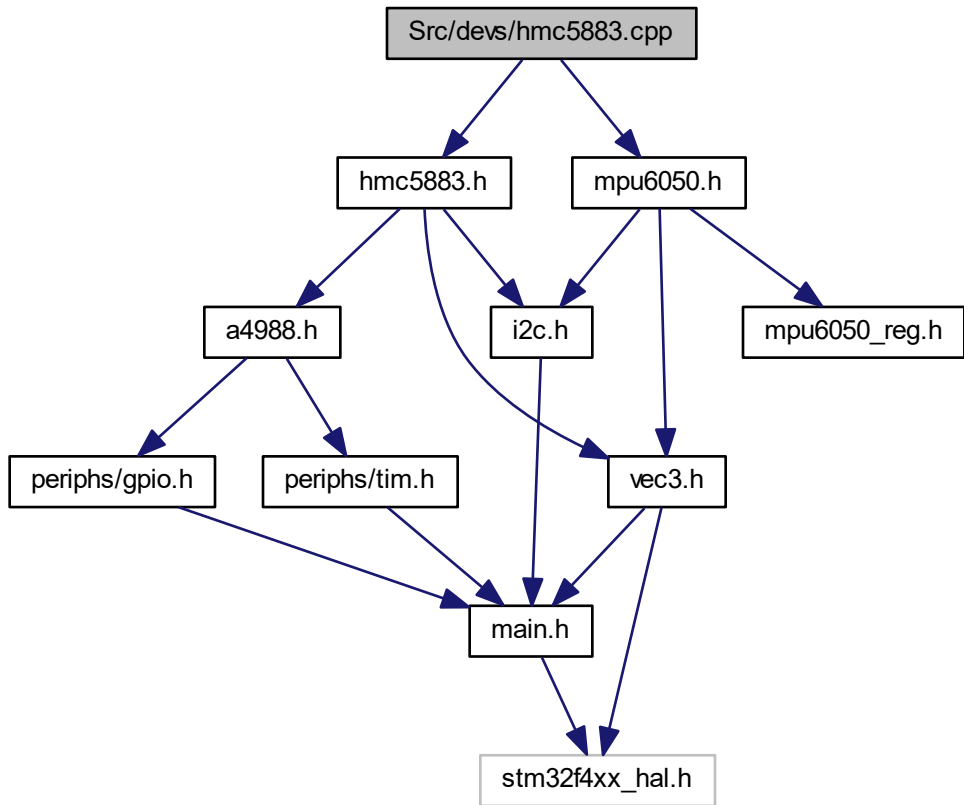 Src/devs/hmc5883.cpp
hmc5883.h
mpu6050.h
a4988.h
i2c.h
mpu6050_reg.h
periphs/gpio.h
periphs/tim.h
vec3.h
main.h
stm32f4xx_hal.h